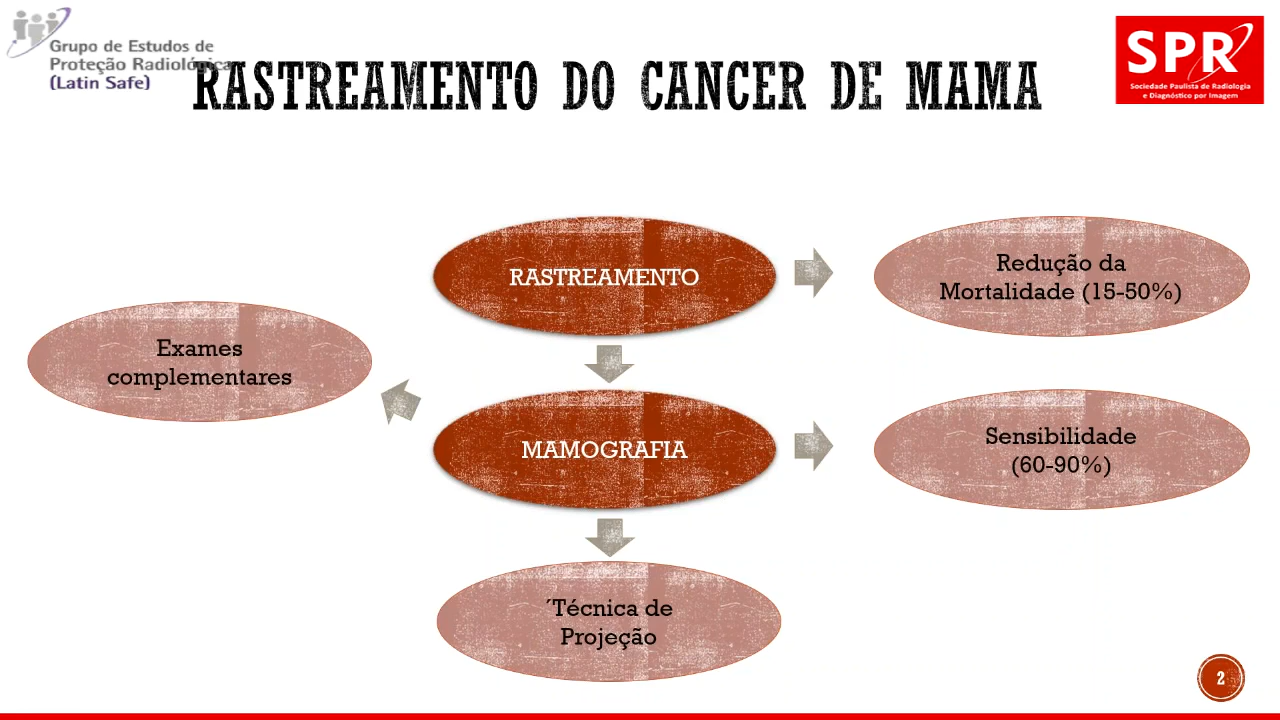 Grupo de Estudos de
Proteção Radiológica
(Latin Safe)
RASTREAMENTO DO CANCER DE MAMA
SPR
Sociedade Paulista de Radiologia
e Diagnóstico por Imagem
RASTREAMENTO
Redução da
Mortalidade (15-50%)
Exames
complementares
MAMOGRAFIA
Sensibilidade
(60-90%)
´Técnica de
Projeção
2